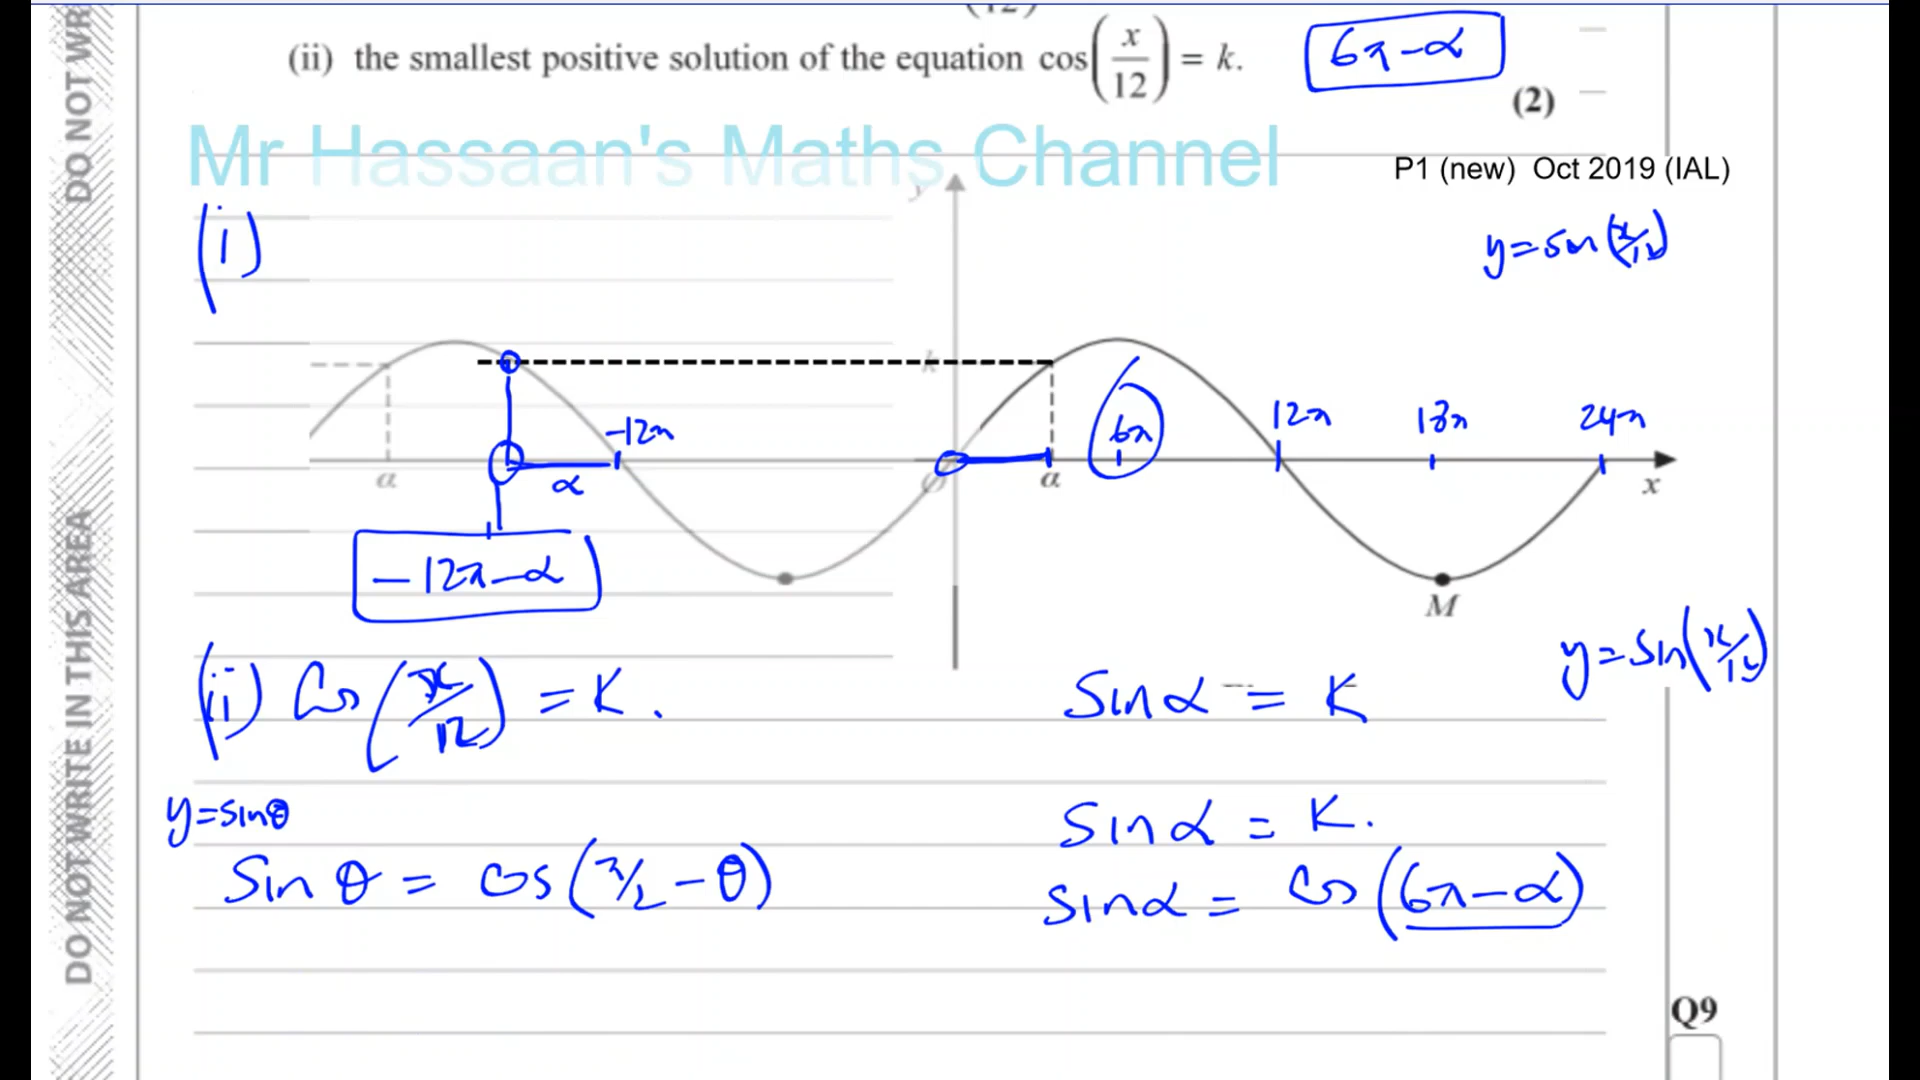 (12)
(ii) the smallest positive solution of the equation cos(x/12) = k.
6π-α
(2)
Mr Hassaan's Maths Channel
P1 (new) Oct 2019 (IAL)
(i)
y=sin(x/12)
y
k
-12π
6π
12π
18π
24π
α
α
O
α
x
-12π-α
M
y=sin(x/12)
(ii) Cos(x/12) = K.
Sinα = K
y=sinθ
Sinα = K.
Sinθ = cos(π/2-θ)
Sinα = Cos(6π-α)
DO NOT WR
DO NOT WRITE IN THIS AREA
Q9